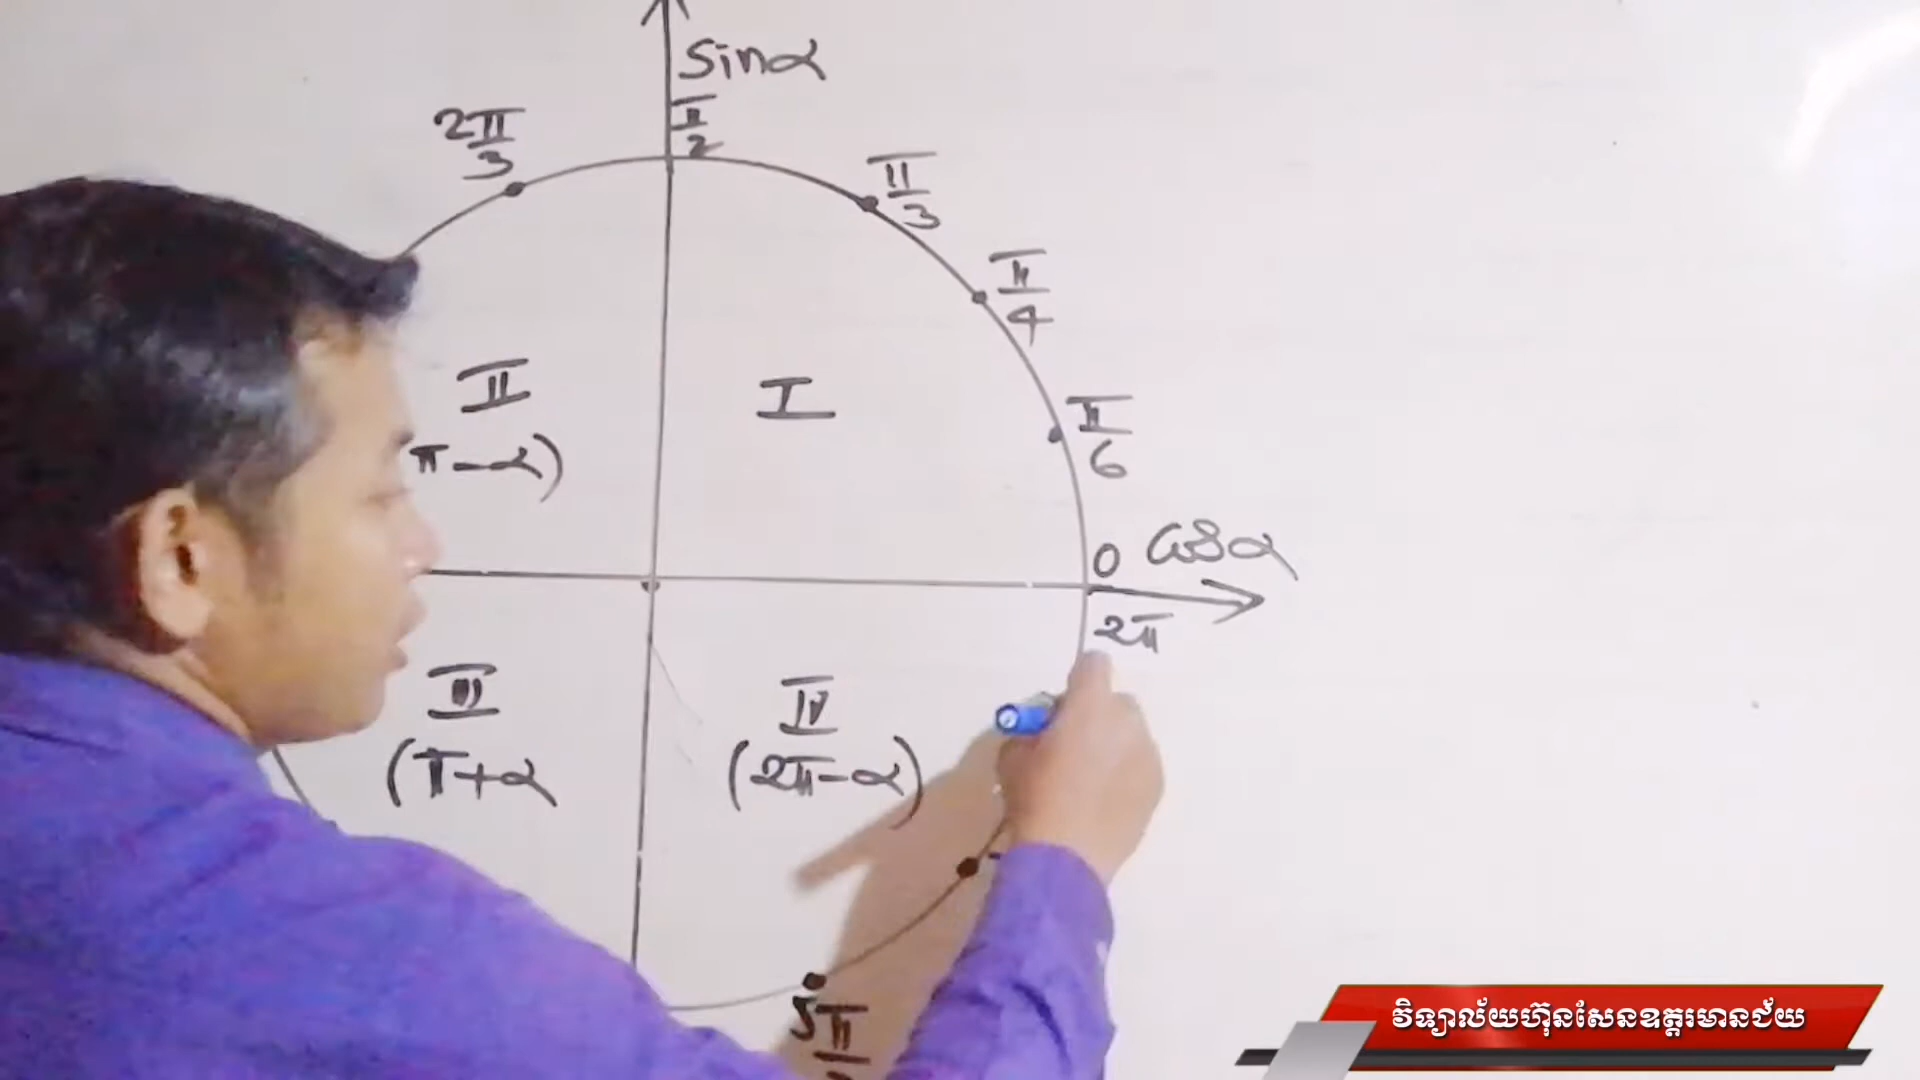 sinα
π/2
2π/3
π/3
π/4
π/6
II
I
π-α)
0 cosα
2π
III
IV
(π+α
(2π-α)
5π
វិទ្យាល័យហ៊ុនសែនឧត្តរមានជ័យ